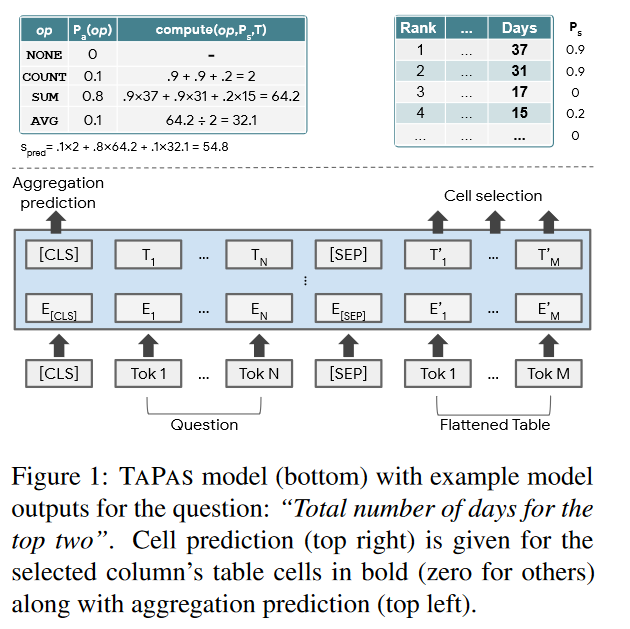 op P_a(op) compute(op,P_s,T)
NONE 0 -
COUNT 0.1 .9 + .9 + .2 = 2
SUM 0.8 .9×37 + .9×31 + .2×15 = 64.2
AVG 0.1 64.2 ÷ 2 = 32.1
s_pred= .1×2 + .8×64.2 + .1×32.1 = 54.8
Rank ... Days P_s
1 ... 37 0.9
2 ... 31 0.9
3 ... 17 0
4 ... 15 0.2
... ... ... 0
Aggregation
prediction
Cell selection
[CLS] T_1 ... T_N [SEP] T'_1 ... T'_M
⋮
E_[CLS] E_1 ... E_N E_[SEP] E'_1 ... E'_M
[CLS] Tok 1 ... Tok N [SEP] Tok 1 ... Tok M
Question Flattened Table
Figure 1: TAPAS model (bottom) with example model
outputs for the question: “Total number of days for the
top two”. Cell prediction (top right) is given for the
selected column’s table cells in bold (zero for others)
along with aggregation prediction (top left).